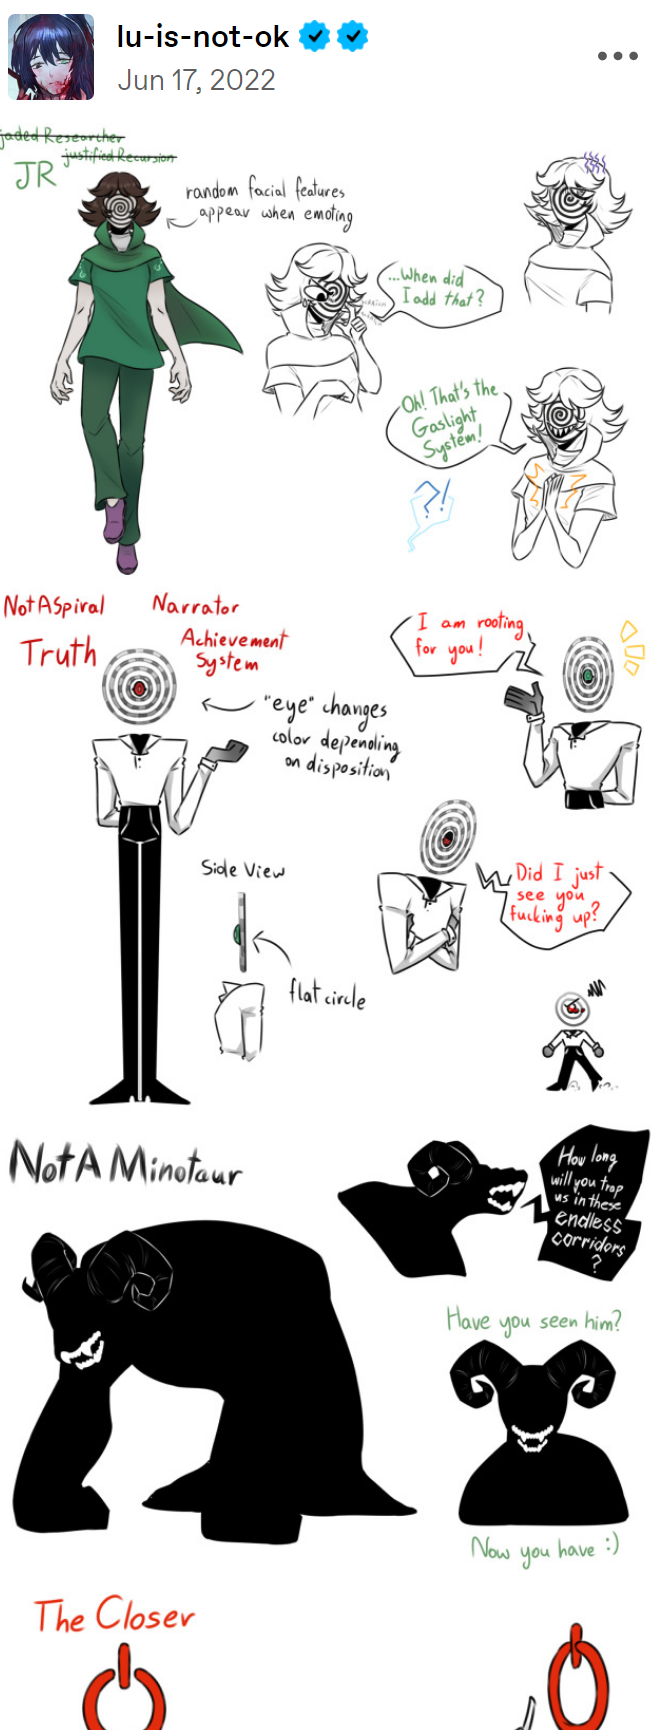 lu-is-not-ok
Jun 17, 2022
jaded Researcher
justified Recursion
JR
random facial features
appear when emoting
...When did
I add that?
Oh! That's the
Gaslight
System!
?!
NotASpiral
Narrator
Truth
Achievement
System
"eye" changes
color depending
on disposition
I am rooting
for you!
Side View
flat circle
Did I just
see you
fucking up?
NotAMinotaur
How long
will you trap
us in these
endless
corridors
?
Have you seen him?
Now you have :)
The Closer